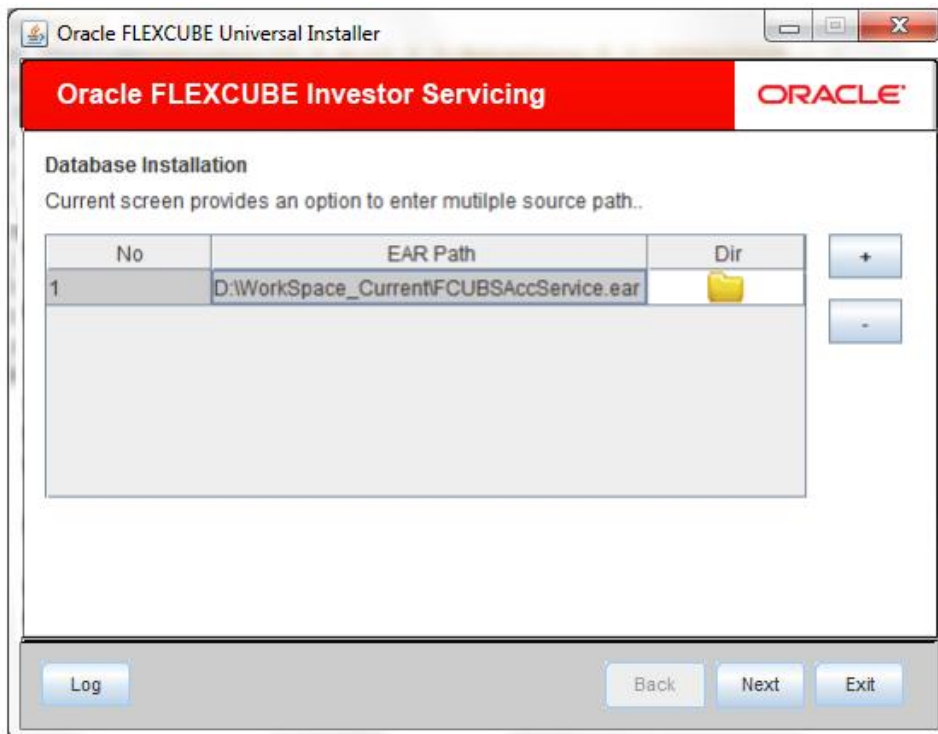 Oracle FLEXCUBE Universal Installer
Oracle FLEXCUBE Investor Servicing
ORACLE
Database Installation
Current screen provides an option to enter mutilple source path..
No EAR Path Dir +
1 D:\WorkSpace_Current\FCUBSAccService.ear
-
Log Back Next Exit